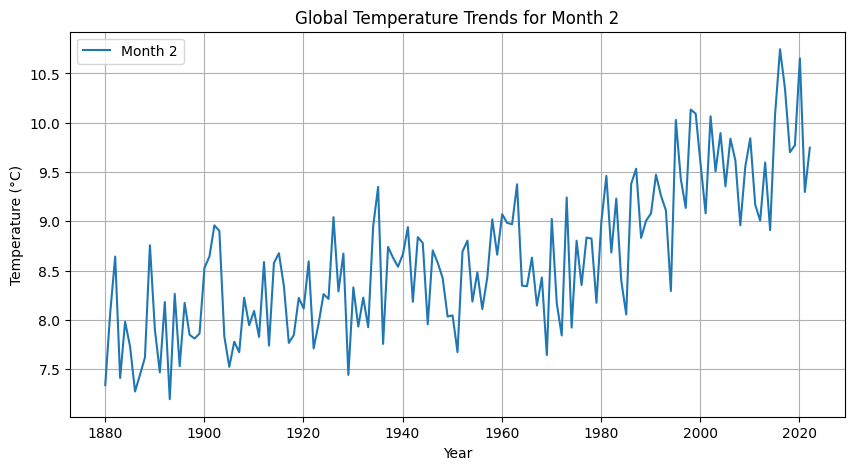 Global Temperature Trends for Month 2
Month 2
Temperature (°C)
10.5
10.0
9.5
9.0
8.5
8.0
7.5
1880 1900 1920 1940 1960 1980 2000 2020
Year